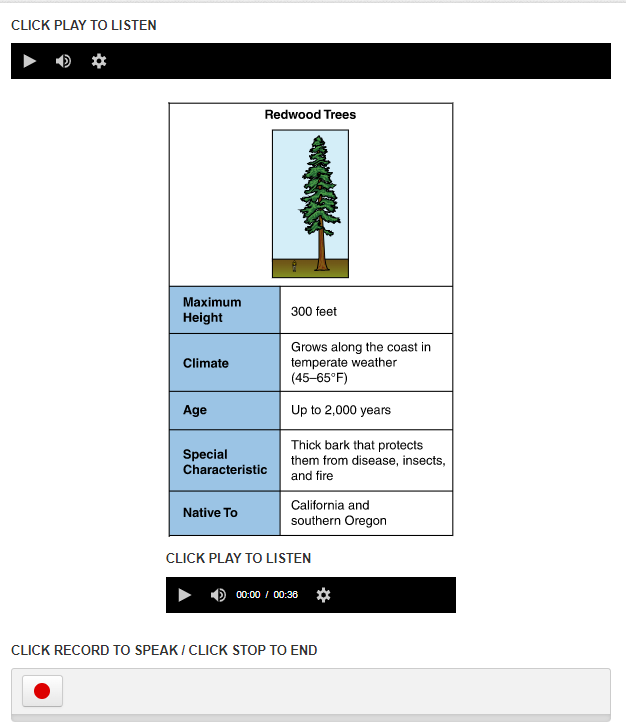 CLICK PLAY TO LISTEN
Redwood Trees
Maximum
Height
300 feet
Climate
Grows along the coast in
temperate weather
(45–65°F)
Age
Up to 2,000 years
Special
Characteristic
Thick bark that protects
them from disease, insects,
and fire
Native To
California and
southern Oregon
CLICK PLAY TO LISTEN
00:00 / 00:36
CLICK RECORD TO SPEAK / CLICK STOP TO END